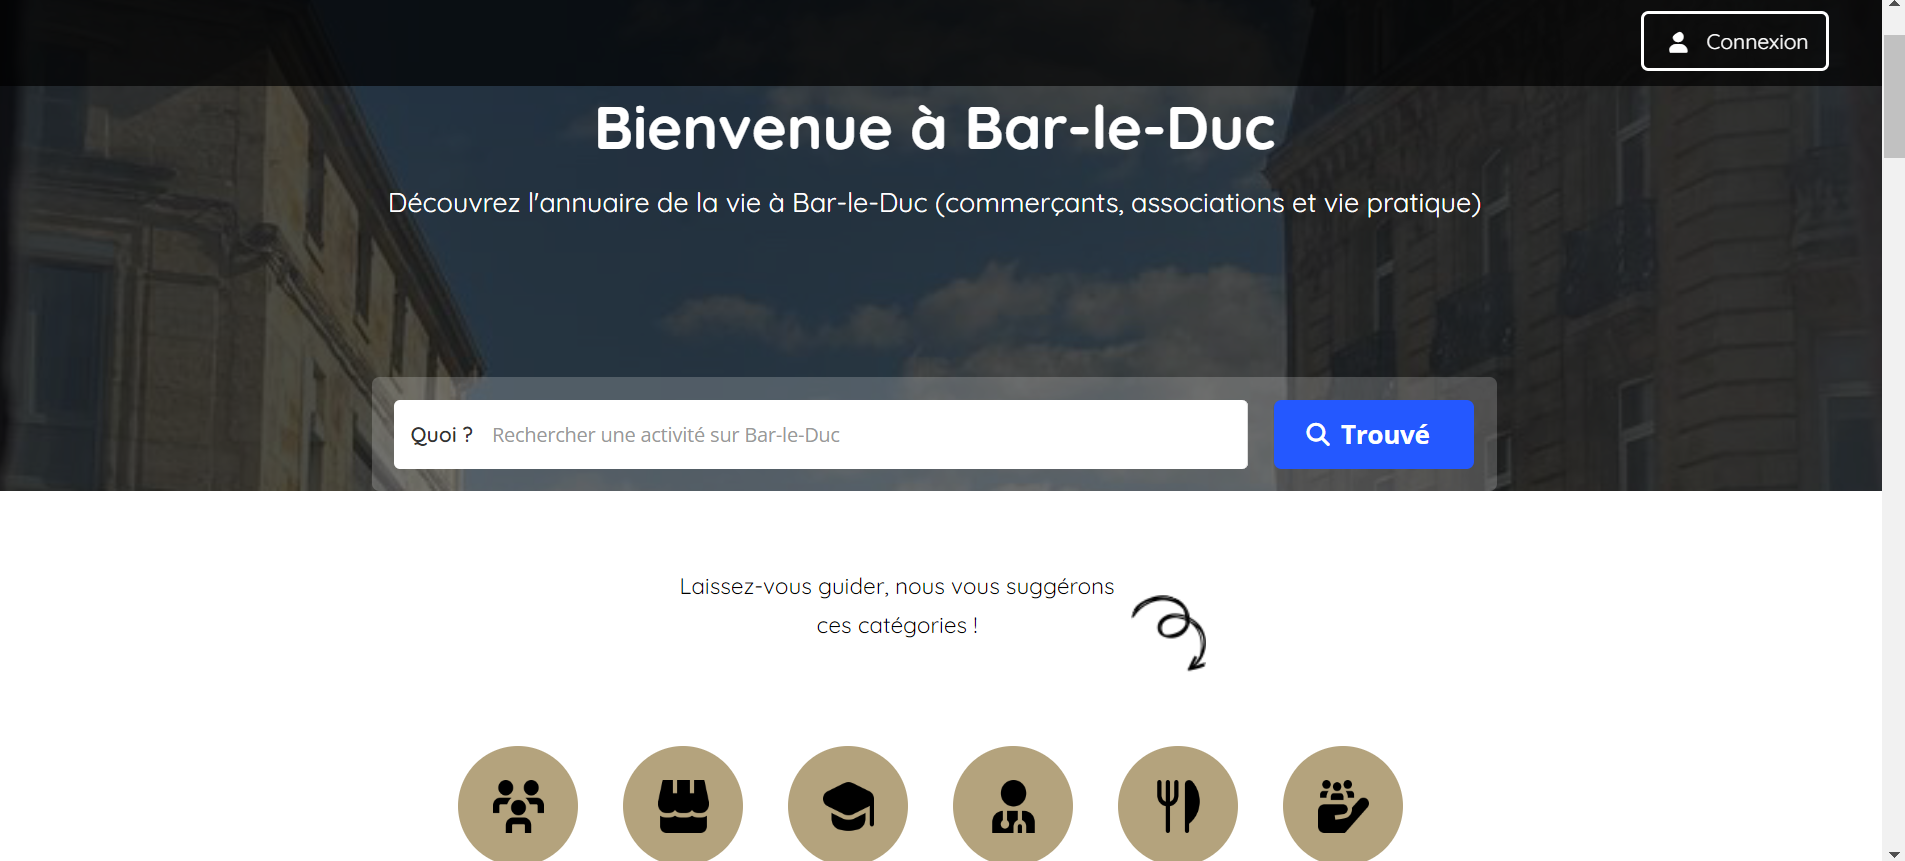 Connexion
Bienvenue à Bar-le-Duc
Découvrez l'annuaire de la vie à Bar-le-Duc (commerçants, associations et vie pratique)
Quoi ? Rechercher une activité sur Bar-le-Duc
Trouvé
Laissez-vous guider, nous vous suggérons
ces catégories !